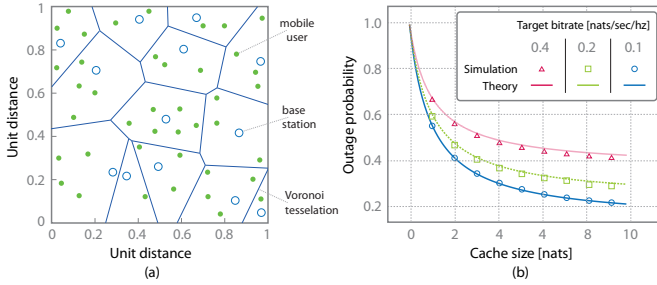 (a)
1
0.8
0.6
0.4
0.2
0
Unit distance
0
0.2
0.4
0.6
0.8
1
Unit distance
mobile
user
base
station
Voronoi
tesselation
(a)
(b)
1.0
0.8
0.6
0.4
0.2
Outage probability
Target bitrate [nats/sec/hz]
0.4
0.2
0.1
Simulation
Theory
0
2
0
4
6
8
10
Cache size [nats]
(b)